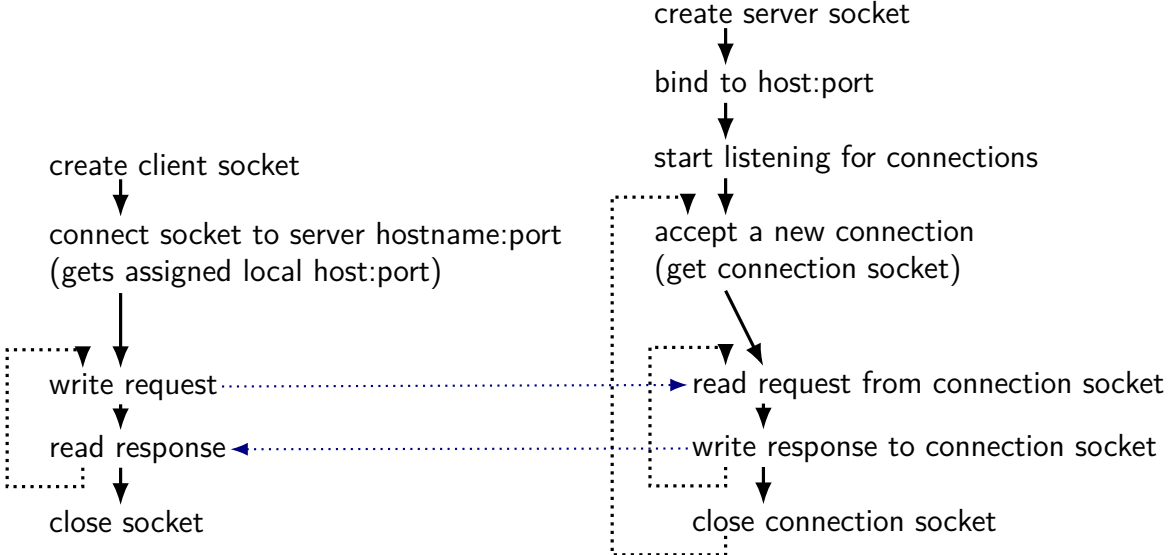 create client socket
connect socket to server hostname:port
(gets assigned local host:port)
write request
read response
close socket
create server socket
bind to host:port
start listening for connections
accept a new connection
(get connection socket)
read request from connection socket
write response to connection socket
close connection socket